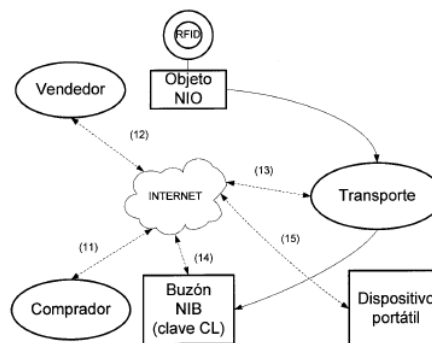 RFID
Objeto
NIO
Vendedor
(12)
(13)
INTERNET
Transporte
(15)
(11)
(14)
Comprador
Buzón
NIB
(clave CL)
Dispositivo
portátil